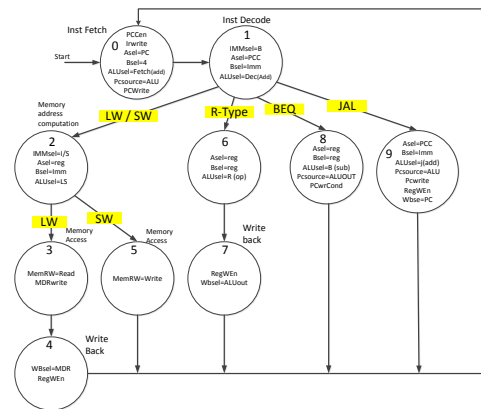 Inst Fetch
Start
0
PCCen
Irwrite
Asel=PC
Bsel=4
ALUsel=Fetch(add)
Pcsource=ALU
PCWrite
Inst Decode
1
IMMsel=B
Asel=PCC
Bsel=Imm
ALUsel=Dec(Add)
LW / SW
R-Type
BEQ
JAL
Memory
address
computation
2
IMMsel=I/S
Asel=reg
Bsel=Imm
ALUsel=LS
6
Asel=reg
Bsel=reg
ALUsel=R (op)
8
Asel=reg
Bsel=reg
ALUsel=B (sub)
Pcsource=ALUOUT
PCwrCond
9
Asel=PCC
Bsel=Imm
ALUsel=j(add)
Pcsource=ALU
Pcwrite
RegWEn
Wbse=PC
LW
SW
Memory
Access
3
MemRW=Read
MDRwrite
Memory
Access
5
MemRW=Write
Write
back
7
RegWEn
Wbsel=ALUout
4
WBsel=MDR
RegWEn
Write
Back